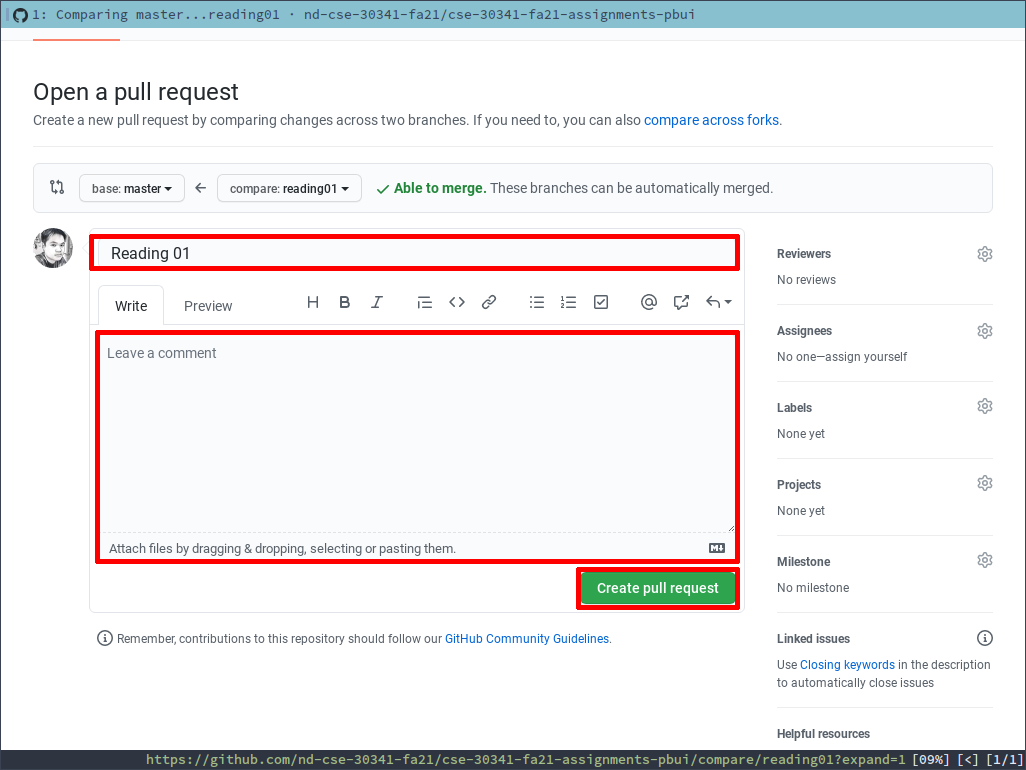 1: Comparing master...reading01 · nd-cse-30341-fa21/cse-30341-fa21-assignments-pbui
Open a pull request
Create a new pull request by comparing changes across two branches. If you need to, you can also compare across forks.
base: master
compare: reading01
Able to merge. These branches can be automatically merged.
Reading 01
Write
Preview
Leave a comment
Attach files by dragging & dropping, selecting or pasting them.
Create pull request
Remember, contributions to this repository should follow our GitHub Community Guidelines.
Reviewers
No reviews
Assignees
No one—assign yourself
Labels
None yet
Projects
None yet
Milestone
No milestone
Linked issues
Use Closing keywords in the description
to automatically close issues
Helpful resources
https://github.com/nd-cse-30341-fa21/cse-30341-fa21-assignments-pbui/compare/reading01?expand=1 [09%] [<] [1/1]